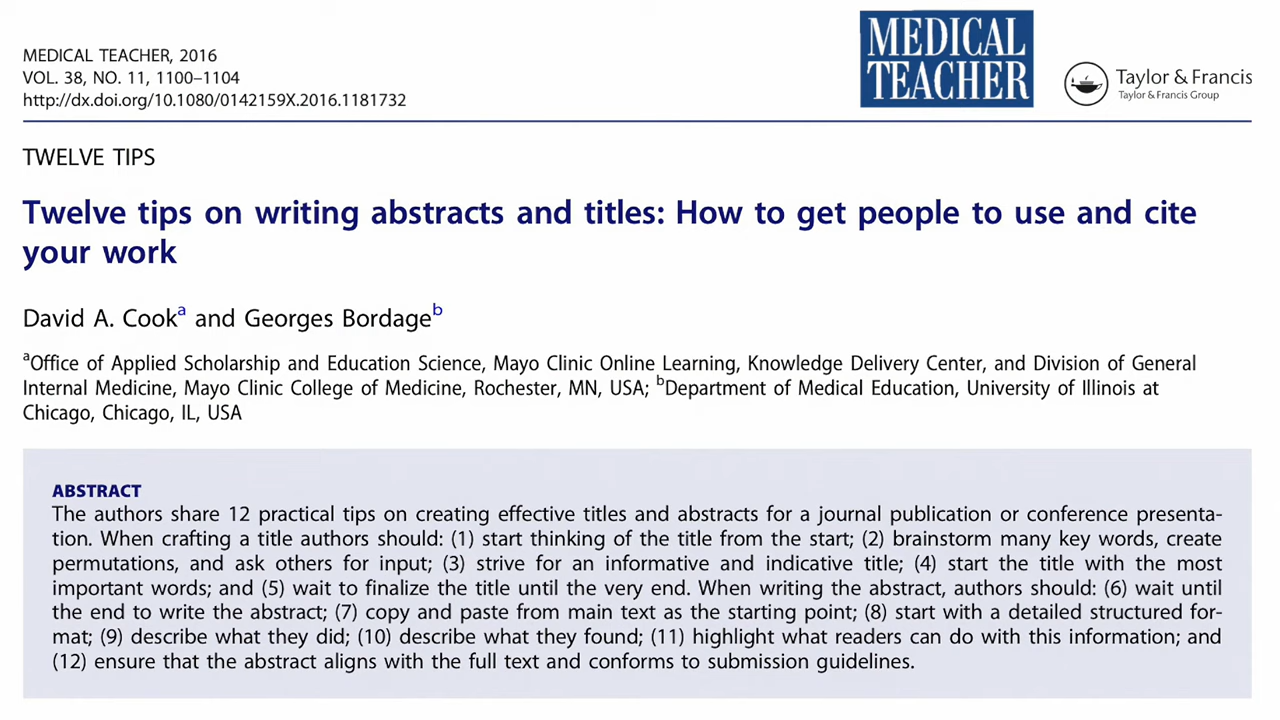 MEDICAL TEACHER, 2016
VOL. 38, NO. 11, 1100–1104
http://dx.doi.org/10.1080/0142159X.2016.1181732
MEDICAL
TEACHER
Taylor & Francis
Taylor & Francis Group
TWELVE TIPS
Twelve tips on writing abstracts and titles: How to get people to use and cite
your work
David A. Cookᵃ and Georges Bordageᵇ
ᵃOffice of Applied Scholarship and Education Science, Mayo Clinic Online Learning, Knowledge Delivery Center, and Division of General
Internal Medicine, Mayo Clinic College of Medicine, Rochester, MN, USA; ᵇDepartment of Medical Education, University of Illinois at
Chicago, Chicago, IL, USA
ABSTRACT
The authors share 12 practical tips on creating effective titles and abstracts for a journal publication or conference presenta-
tion. When crafting a title authors should: (1) start thinking of the title from the start; (2) brainstorm many key words, create
permutations, and ask others for input; (3) strive for an informative and indicative title; (4) start the title with the most
important words; and (5) wait to finalize the title until the very end. When writing the abstract, authors should: (6) wait until
the end to write the abstract; (7) copy and paste from main text as the starting point; (8) start with a detailed structured for-
mat; (9) describe what they did; (10) describe what they found; (11) highlight what readers can do with this information; and
(12) ensure that the abstract aligns with the full text and conforms to submission guidelines.